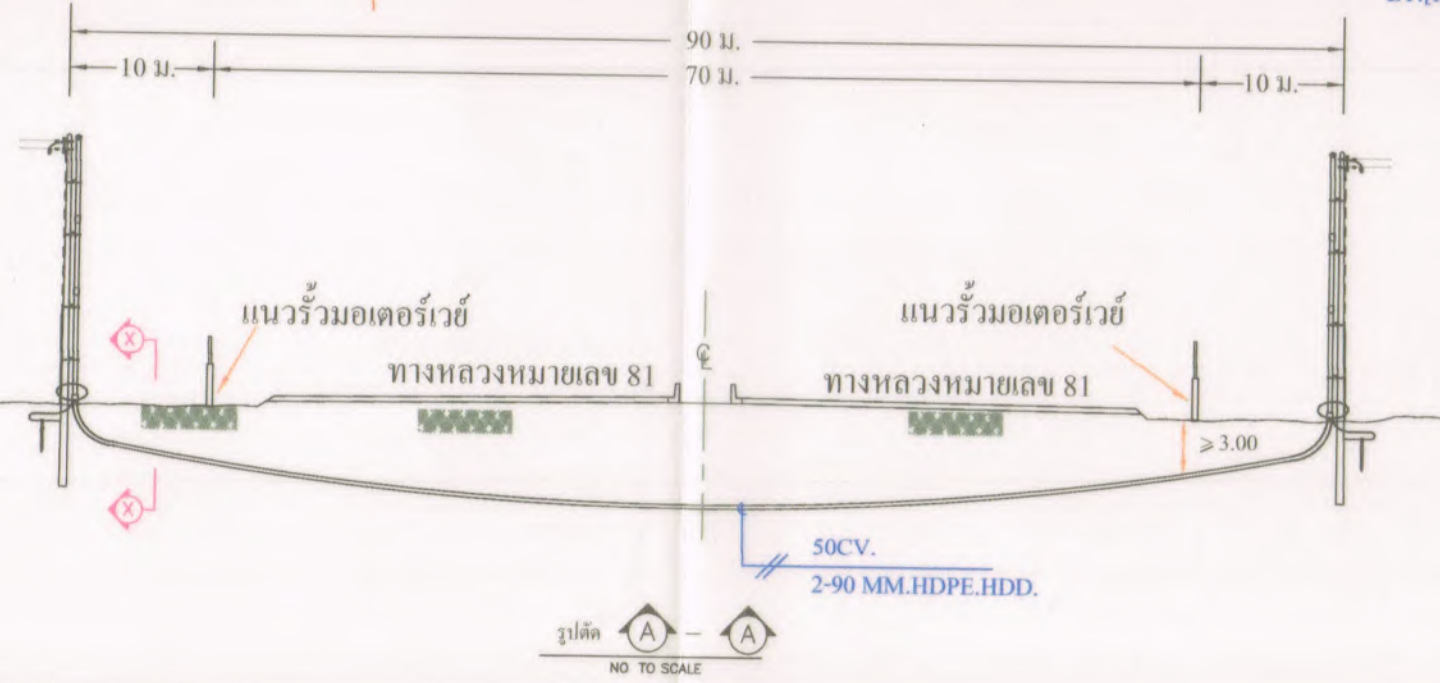 90 ม.
10 ม.
70 ม.
10 ม.
แนวรั้วมอเตอร์เวย์
แนวรั้วมอเตอร์เวย์
X
ทางหลวงหมายเลข 81
℄
ทางหลวงหมายเลข 81
≥ 3.00
X
50CV.
2-90 MM.HDPE.HDD.
รูปตัด A - A
NO TO SCALE